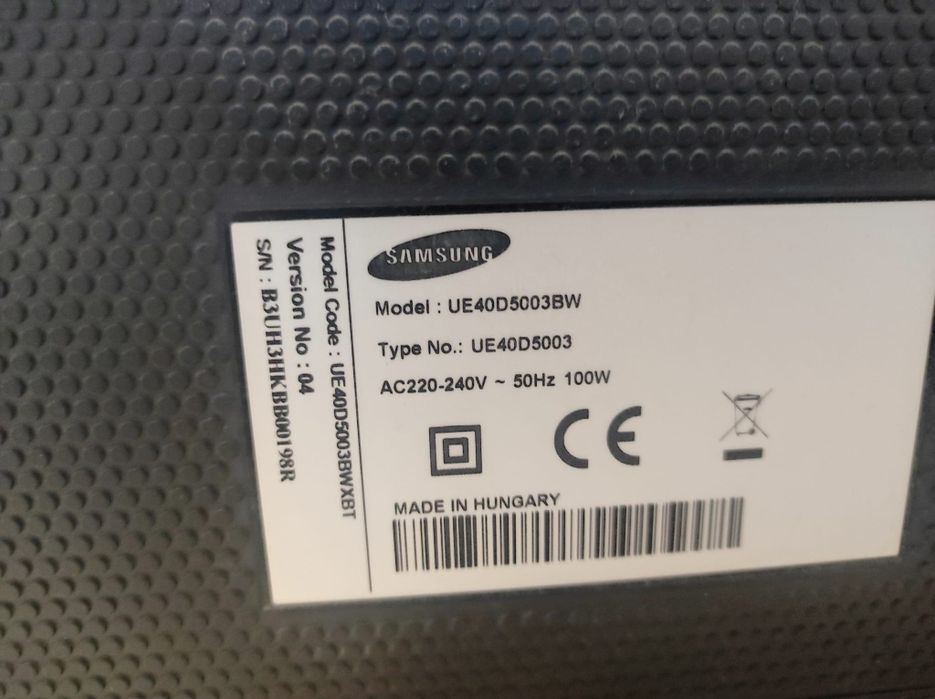 SAMSUNG
Model : UE40D5003BW
Type No.: UE40D5003
AC220-240V ~ 50Hz 100W
CE
MADE IN HUNGARY
Model Code : UE40D5003BWXBT
Version No : 04
S/N : B3UH3HKBB00198R